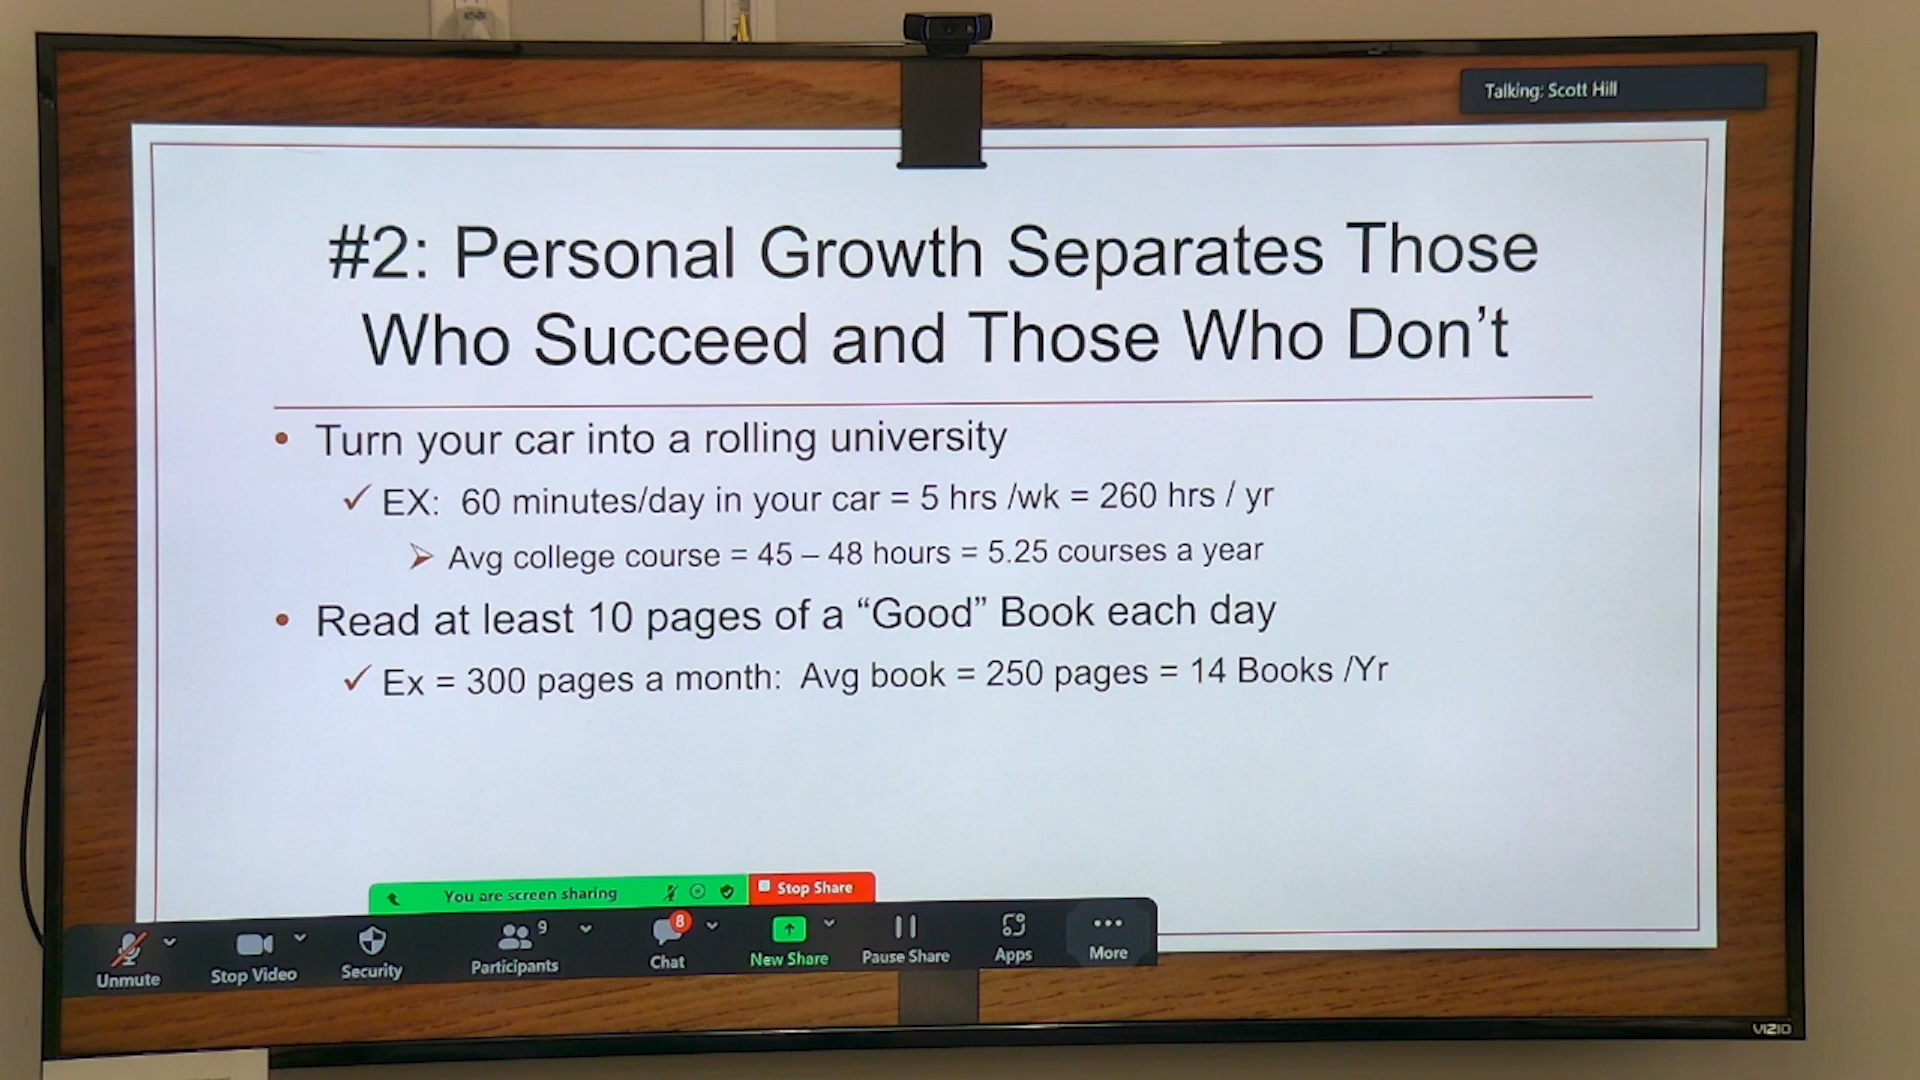 Talking: Scott Hill
#2: Personal Growth Separates Those
Who Succeed and Those Who Don't
• Turn your car into a rolling university
✓ EX: 60 minutes/day in your car = 5 hrs /wk = 260 hrs / yr
➢ Avg college course = 45 – 48 hours = 5.25 courses a year
• Read at least 10 pages of a “Good” Book each day
✓ Ex = 300 pages a month: Avg book = 250 pages = 14 Books /Yr
You are screen sharing Stop Share
9 8
Unmute Stop Video Security Participants Chat New Share Pause Share Apps More
VIZIO